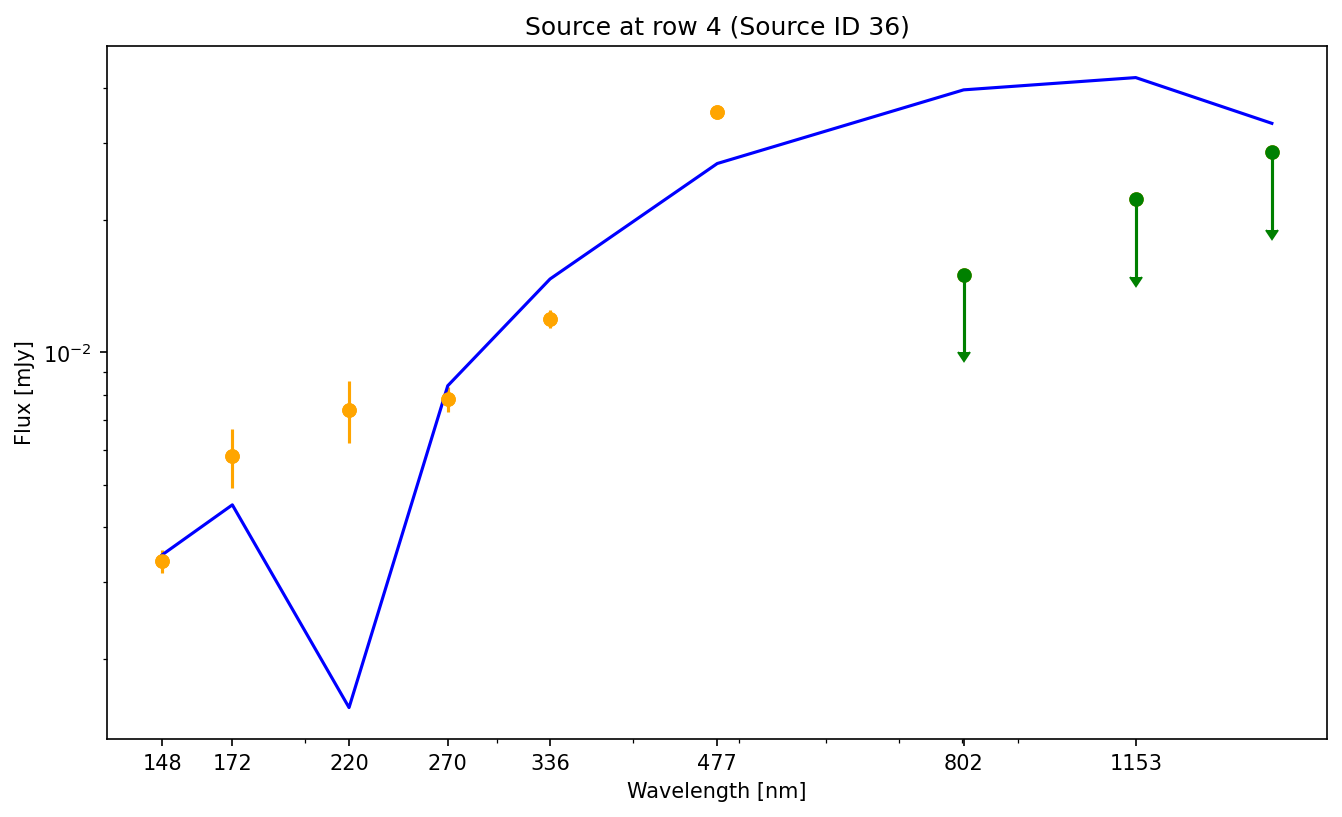 Source at row 4 (Source ID 36)
Flux [mJy]
10⁻²
148 172 220 270 336 477 802 1153
Wavelength [nm]